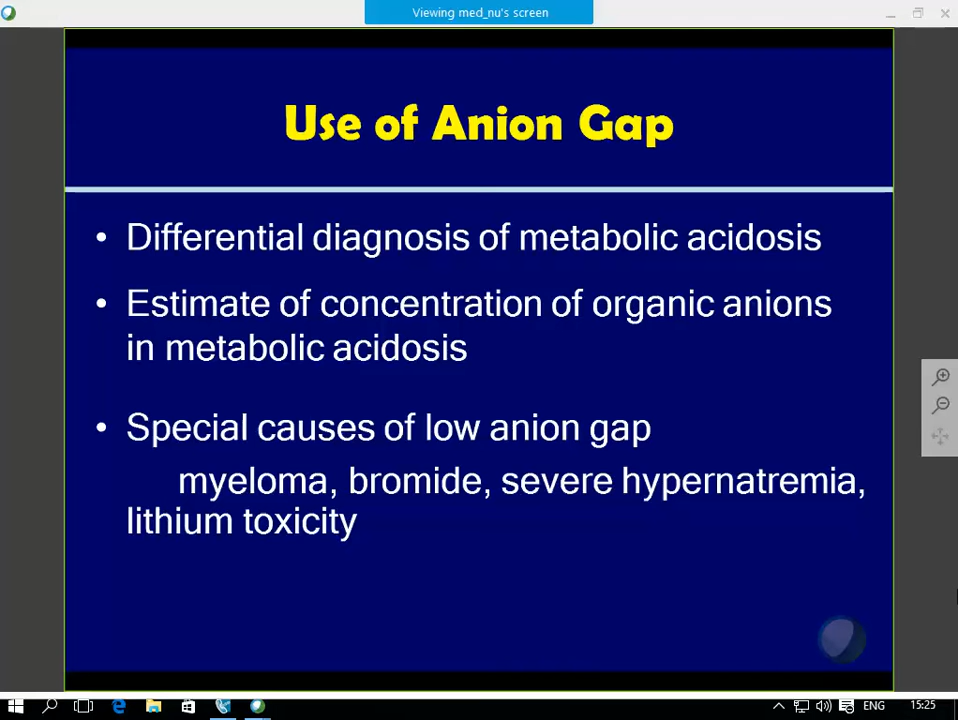 Viewing med_nu's screen
Use of Anion Gap
• Differential diagnosis of metabolic acidosis
• Estimate of concentration of organic anions
in metabolic acidosis
• Special causes of low anion gap
myeloma, bromide, severe hypernatremia,
lithium toxicity
ENG
15:25